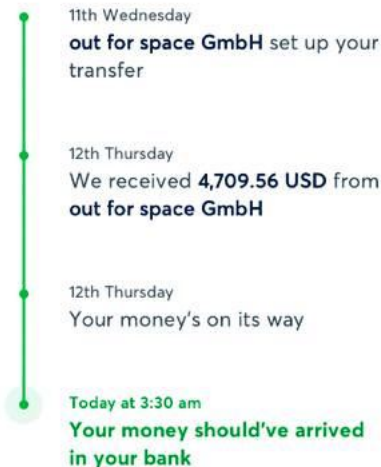 11th Wednesday
out for space GmbH set up your
transfer
12th Thursday
We received 4,709.56 USD from
out for space GmbH
12th Thursday
Your money's on its way
Today at 3:30 am
Your money should've arrived
in your bank